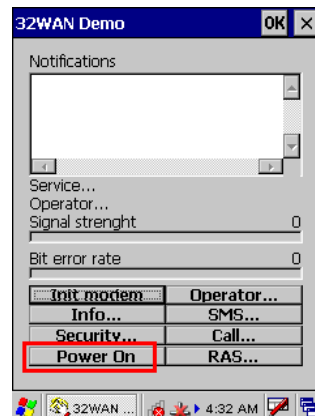 32WAN Demo OK ×
Notifications
Service...
Operator...
Signal strenght 0
Bit error rate 0
Init modem Operator...
Info... SMS...
Security... Call...
Power On RAS...
32WAN ... 4:32 AM